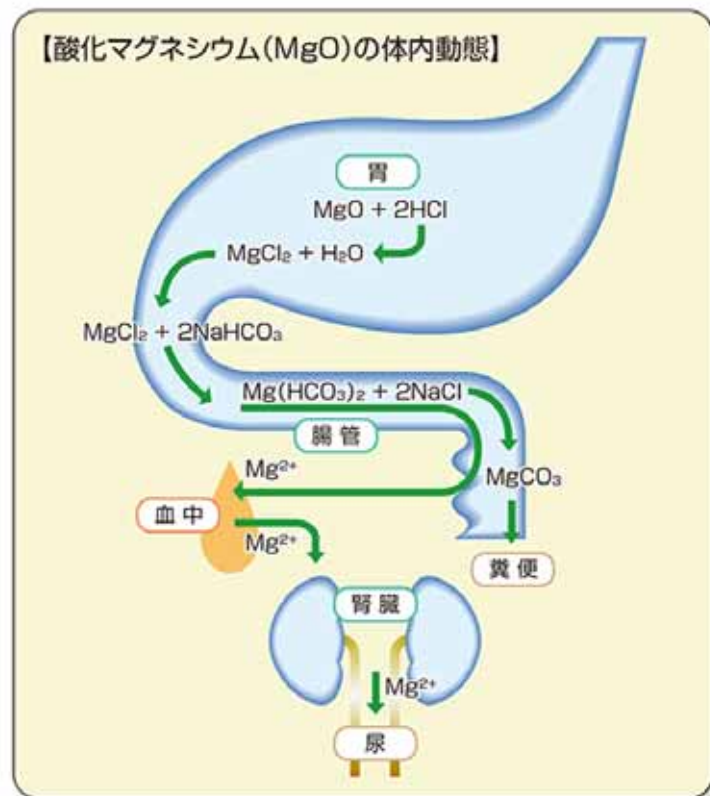 【酸化マグネシウム(MgO)の体内動態】
胃
MgO + 2HCl
MgCl₂ + H₂O
MgCl₂ + 2NaHCO₃
Mg(HCO₃)₂ + 2NaCl
腸管
MgCO₃
Mg²⁺
血中
Mg²⁺
糞便
腎臓
Mg²⁺
尿